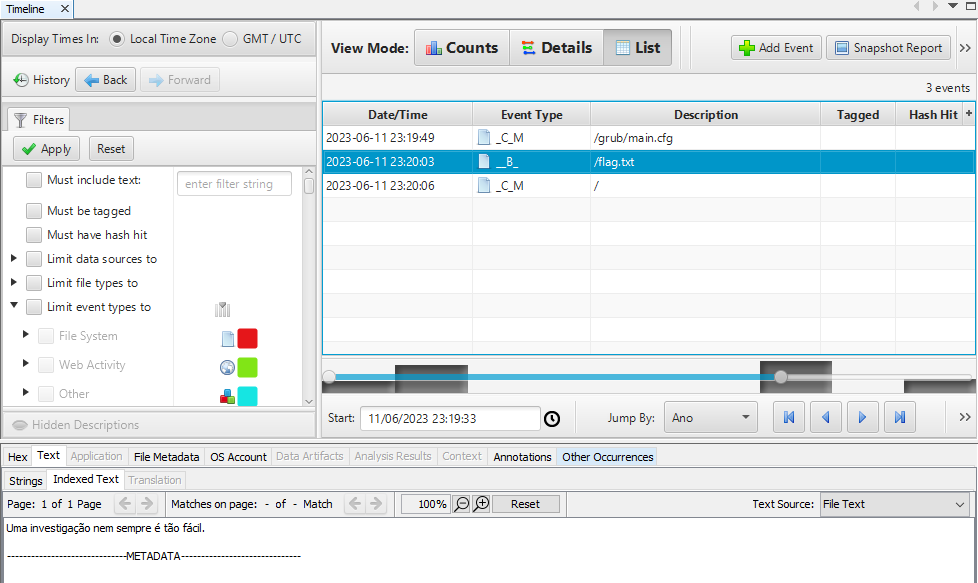 Timeline
Display Times In: Local Time Zone GMT / UTC
History Back Forward
Filters
Apply Reset
Must include text: enter filter string
Must be tagged
Must have hash hit
Limit data sources to
Limit file types to
Limit event types to
File System
Web Activity
Other
Hidden Descriptions
View Mode: Counts Details List Add Event Snapshot Report
3 events
Date/Time Event Type Description Tagged Hash Hit +
2023-06-11 23:19:49 _C_M /grub/main.cfg
2023-06-11 23:20:03 __B_ /flag.txt
2023-06-11 23:20:06 _C_M /
Start: 11/06/2023 23:19:33 Jump By: Ano
Hex Text Application File Metadata OS Account Data Artifacts Analysis Results Context Annotations Other Occurrences
Strings Indexed Text Translation
Page: 1 of 1 Page Matches on page: - of - Match 100% Reset Text Source: File Text
Uma investigação nem sempre é tão fácil.
------------------------------METADATA------------------------------